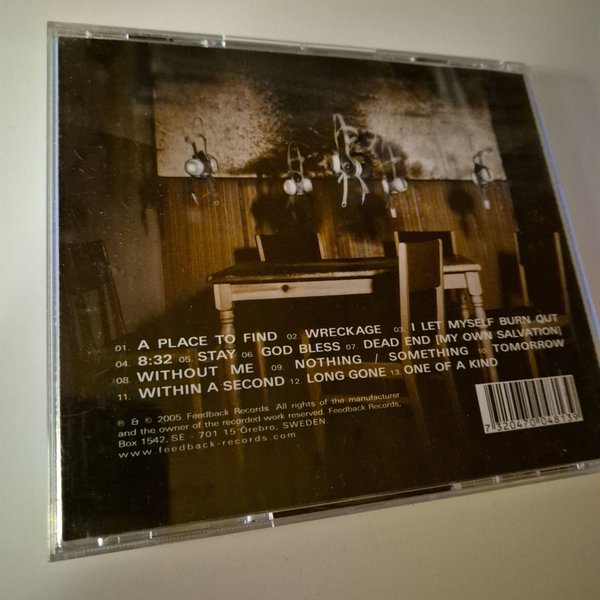 01. A PLACE TO FIND 02. WRECKAGE 03. I LET MYSELF BURN OUT
04. 8:32 05. STAY 06. GOD BLESS 07. DEAD END [MY OWN SALVATION]
08. WITHOUT ME 09. NOTHING / SOMETHING 10. TOMORROW
11. WITHIN A SECOND 12. LONG GONE 13. ONE OF A KIND
℗ & © 2005 Feedback Records. All rights of the manufacturer
and the owner of the recorded work reserved. Feedback Records,
Box 1542, SE - 701 15 Örebro, SWEDEN
www.feedback-records.com
7 320470 048139